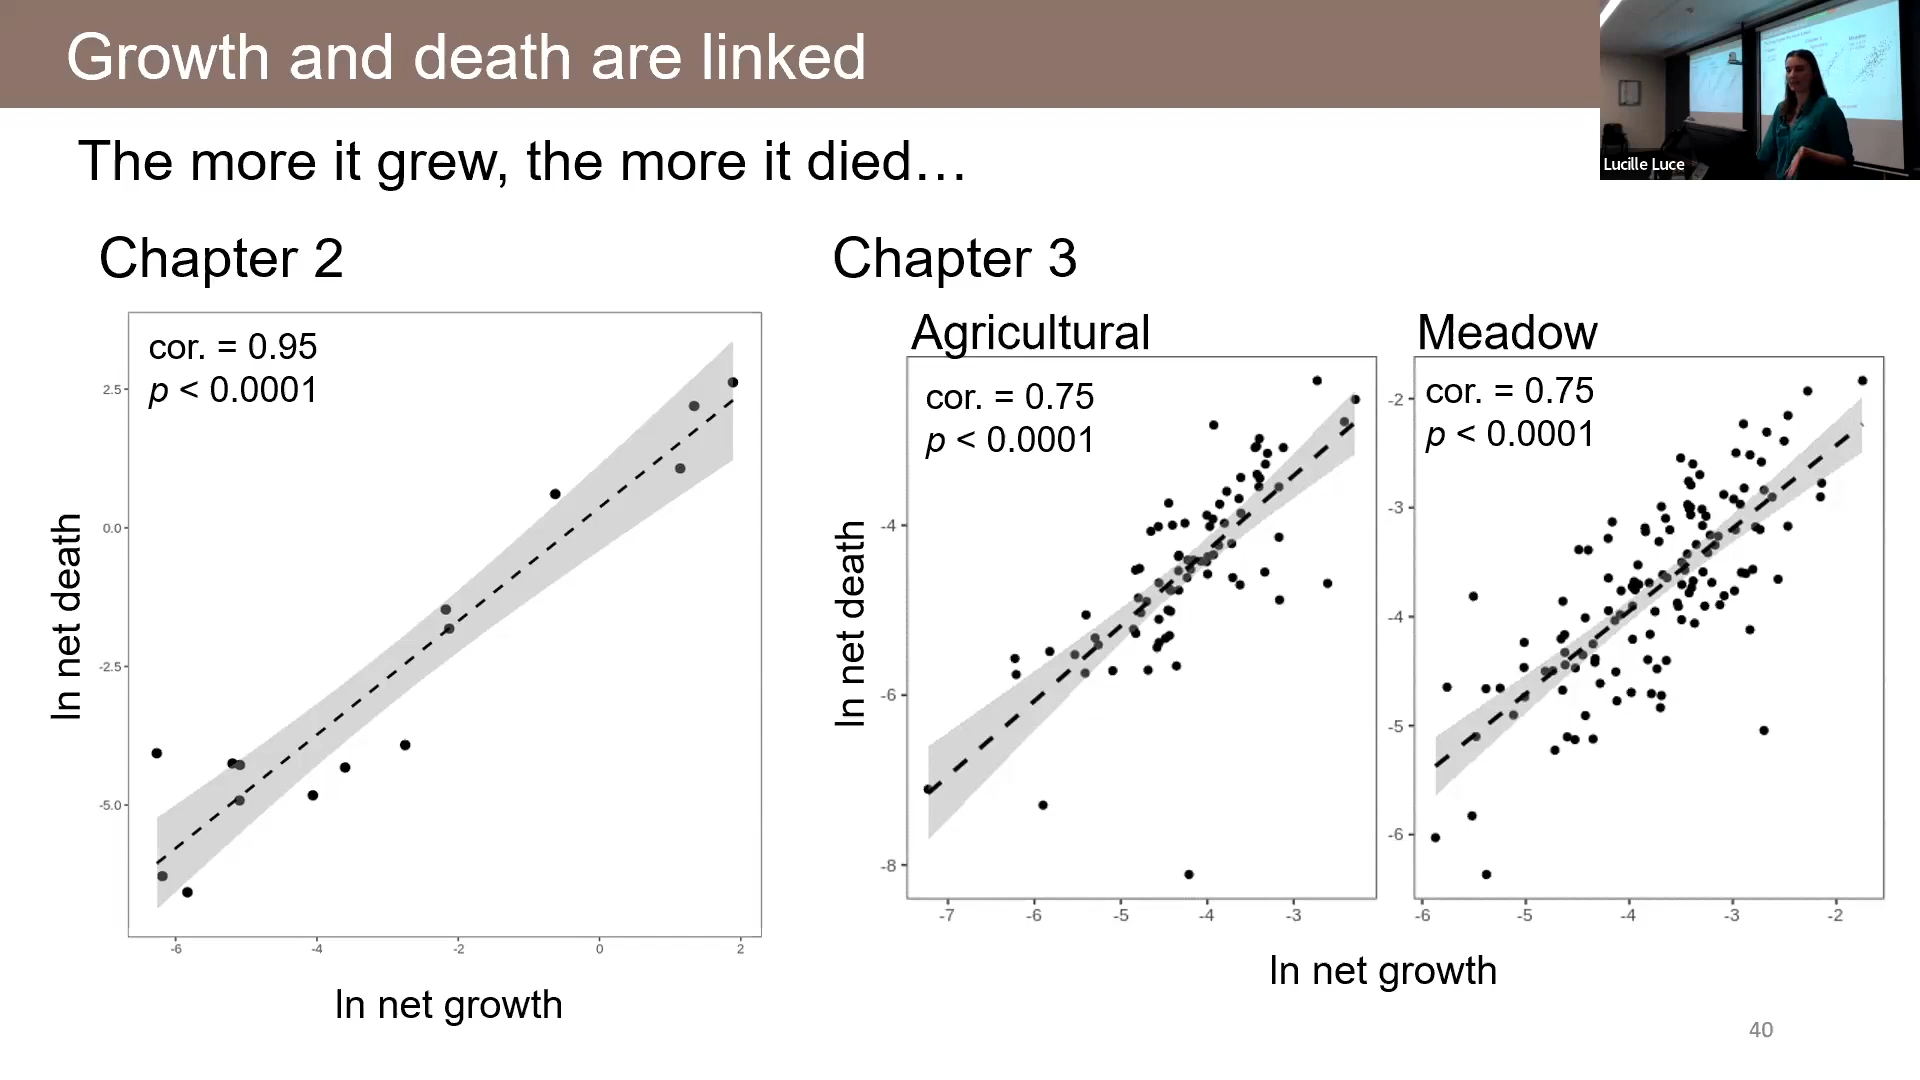 Growth and death are linked
Lucille Luce
The more it grew, the more it died…
Chapter 2
Chapter 3
Agricultural
Meadow
cor. = 0.95
p < 0.0001
cor. = 0.75
p < 0.0001
cor. = 0.75
p < 0.0001
ln net death
2.5
0.0
-2.5
-5.0
-6
-4
-2
0
2
ln net growth
ln net death
-4
-6
-8
-7
-6
-5
-4
-3
-2
-3
-4
-5
-6
-6
-5
-4
-3
-2
ln net growth
40